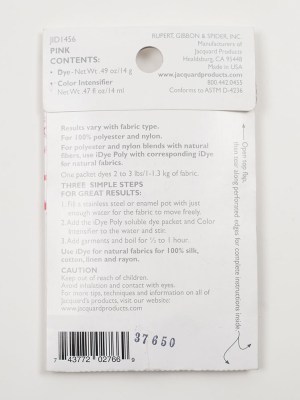 JID1456
PINK
CONTENTS:
• Dye- Net Wt. .49 oz/14 g
• Color Intensifier
Net Wt. .47 fl oz/14 ml
RUPERT, GIBBON & SPIDER, INC.
Manufacturers of
Jacquard Products
Healdsburg CA 95448
Made in USA
www.jacquardproducts.com
800.442.0455
Conforms to ASTM D-4236
Results vary with fabric type.
For 100% polyester and nylon.
For polyester and nylon blends with natural
fibers, use iDye Poly with corresponding iDye
for natural fabrics.
One packet dyes 2 to 3 lbs/1-1.3 kg of fabric.
THREE SIMPLE STEPS
FOR GREAT RESULTS:
1. Fill a stainless steel or enamel pot with just
enough water for the fabric to move freely.
2. Add the iDye Poly soluble dye packet and Color
Intensifier to the water and stir.
3. Add garments and boil for ½ to 1 hour.
Use iDye for natural fabrics for 100% silk,
cotton, linen and rayon.
CAUTION
Keep out of reach of children.
Avoid inhalation and contact with eyes.
For more tips, techniques and information on all of
Jacquard's products, visit our website:
www.jacquardproducts.com
Open top flap,
then tear along perforated edges for complete instructions inside
37650
7 43772 02766 9